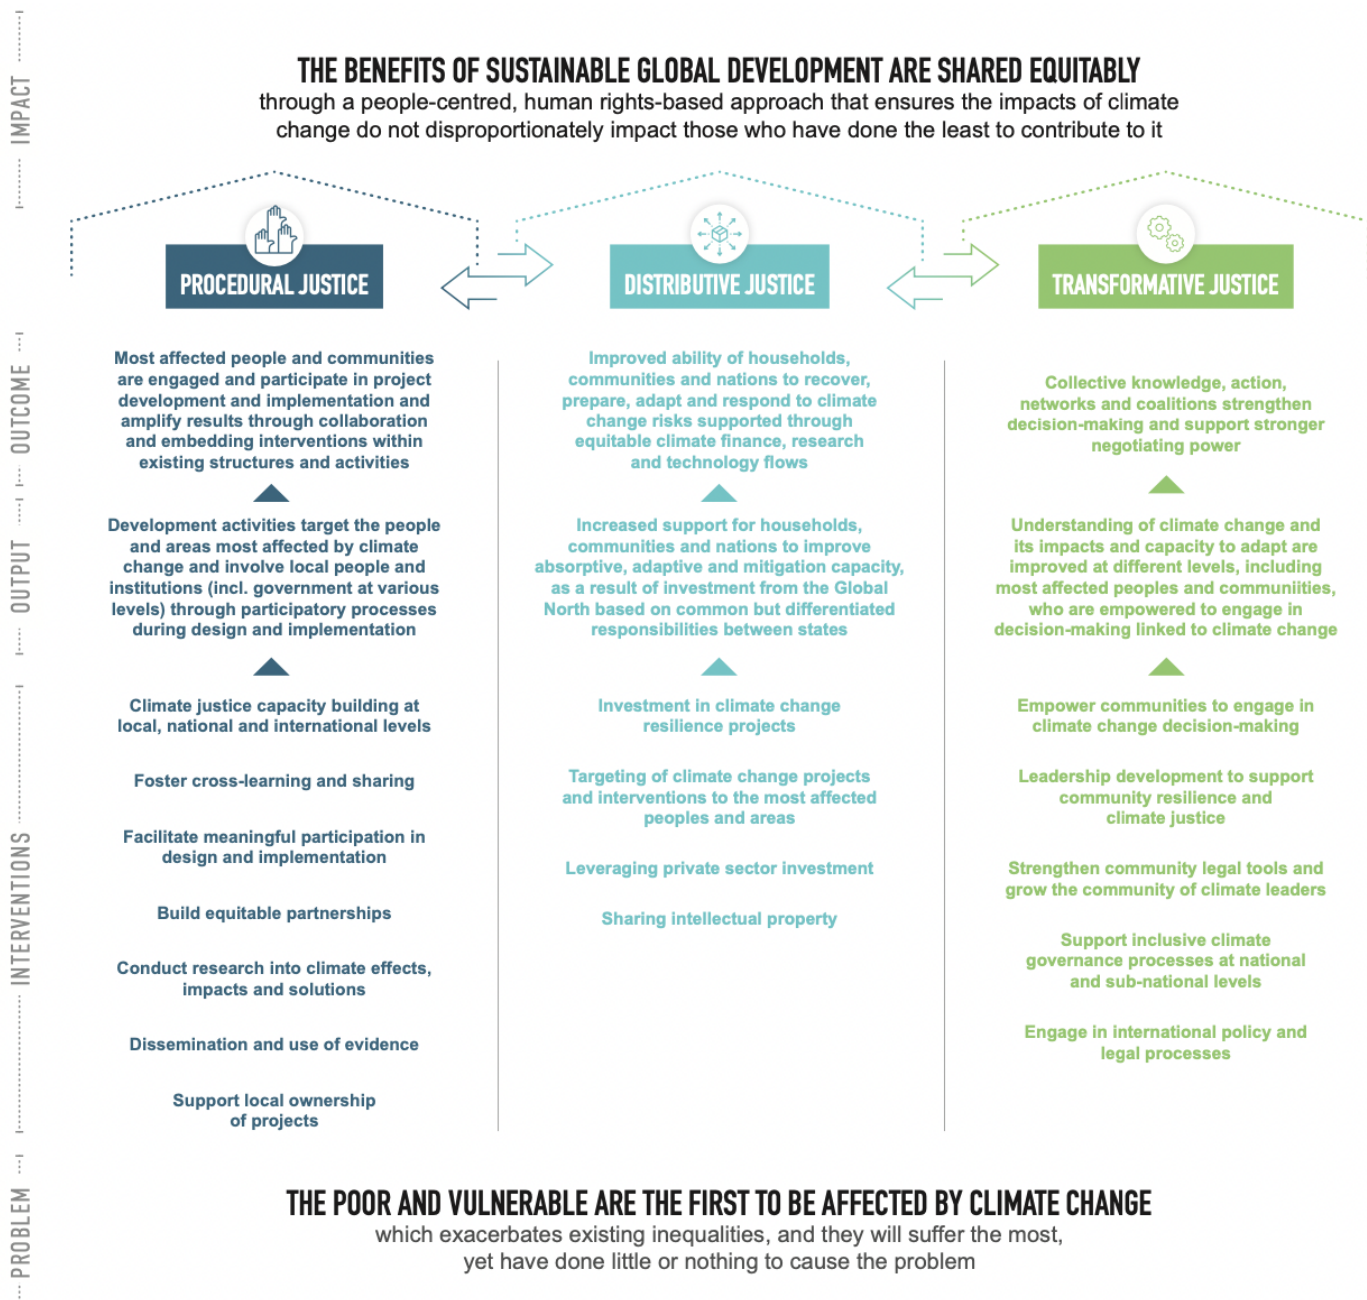 IMPACT
THE BENEFITS OF SUSTAINABLE GLOBAL DEVELOPMENT ARE SHARED EQUITABLY
through a people-centred, human rights-based approach that ensures the impacts of climate
change do not disproportionately impact those who have done the least to contribute to it
PROCEDURAL JUSTICE
DISTRIBUTIVE JUSTICE
TRANSFORMATIVE JUSTICE
OUTCOME
Most affected people and communities
are engaged and participate in project
development and implementation and
amplify results through collaboration
and embedding interventions within
existing structures and activities
Improved ability of households,
communities and nations to recover,
prepare, adapt and respond to climate
change risks supported through
equitable climate finance, research
and technology flows
Collective knowledge, action,
networks and coalitions strengthen
decision-making and support stronger
negotiating power
OUTPUT
Development activities target the people
and areas most affected by climate
change and involve local people and
institutions (incl. government at various
levels) through participatory processes
during design and implementation
Increased support for households,
communities and nations to improve
absorptive, adaptive and mitigation capacity,
as a result of investment from the Global
North based on common but differentiated
responsibilities between states
Understanding of climate change and
its impacts and capacity to adapt are
improved at different levels, including
most affected peoples and communiities,
who are empowered to engage in
decision-making linked to climate change
INTERVENTIONS
Climate justice capacity building at
local, national and international levels
Foster cross-learning and sharing
Facilitate meaningful participation in
design and implementation
Build equitable partnerships
Conduct research into climate effects,
impacts and solutions
Dissemination and use of evidence
Support local ownership
of projects
Investment in climate change
resilience projects
Targeting of climate change projects
and interventions to the most affected
peoples and areas
Leveraging private sector investment
Sharing intellectual property
Empower communities to engage in
climate change decision-making
Leadership development to support
community resilience and
climate justice
Strengthen community legal tools and
grow the community of climate leaders
Support inclusive climate
governance processes at national
and sub-national levels
Engage in international policy and
legal processes
PROBLEM
THE POOR AND VULNERABLE ARE THE FIRST TO BE AFFECTED BY CLIMATE CHANGE
which exacerbates existing inequalities, and they will suffer the most,
yet have done little or nothing to cause the problem